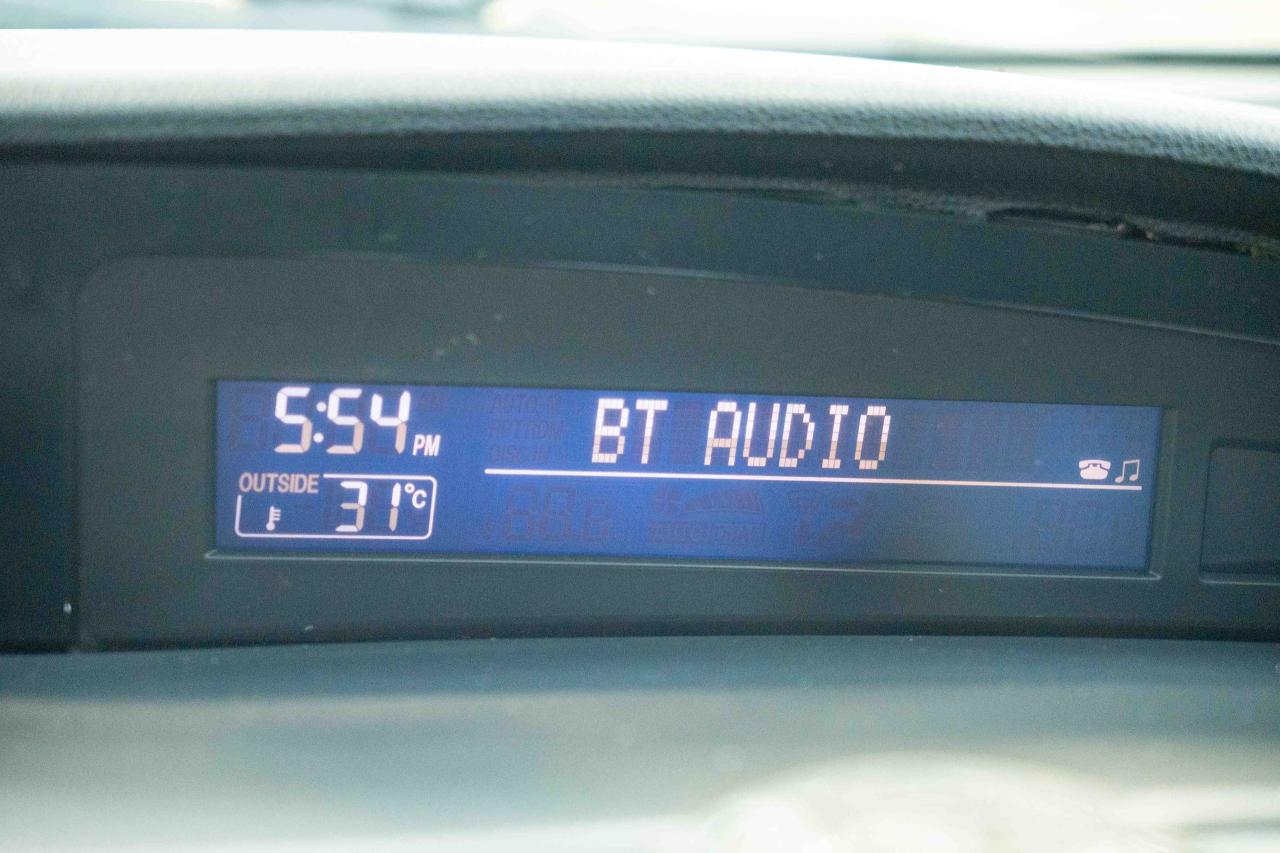 5:54 PM
BT AUDIO
OUTSIDE
31°C